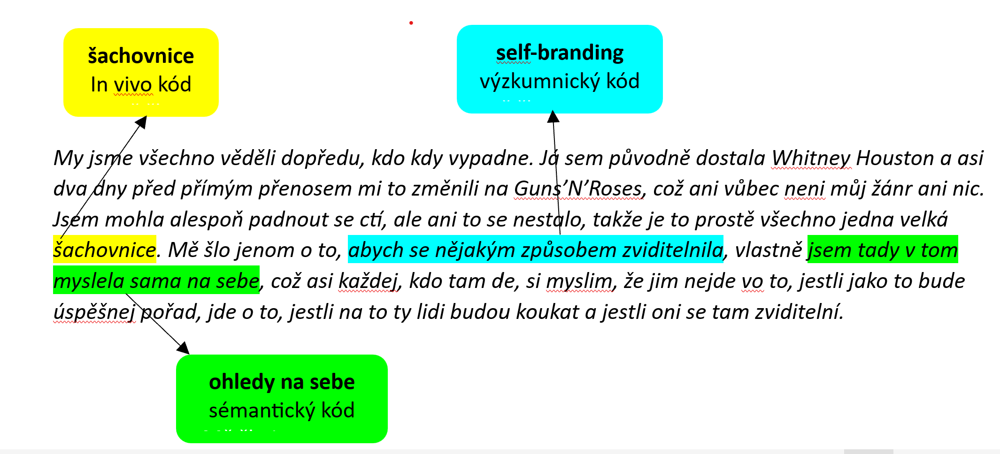 šachovnice
In vivo kód
self-branding
výzkumnický kód
My jsme všechno věděli dopředu, kdo kdy vypadne. Já sem původně dostala Whitney Houston a asi
dva dny před přímým přenosem mi to změnili na Guns’N’Roses, což ani vůbec neni můj žánr ani nic.
Jsem mohla alespoň padnout se ctí, ale ani to se nestalo, takže je to prostě všechno jedna velká
šachovnice. Mě šlo jenom o to, abych se nějakým způsobem zviditelnila, vlastně jsem tady v tom
myslela sama na sebe, což asi každej, kdo tam de, si myslim, že jim nejde vo to, jestli jako to bude
úspěšnej pořad, jde o to, jestli na to ty lidi budou koukat a jestli oni se tam zviditelní.
ohledy na sebe
sémantický kód